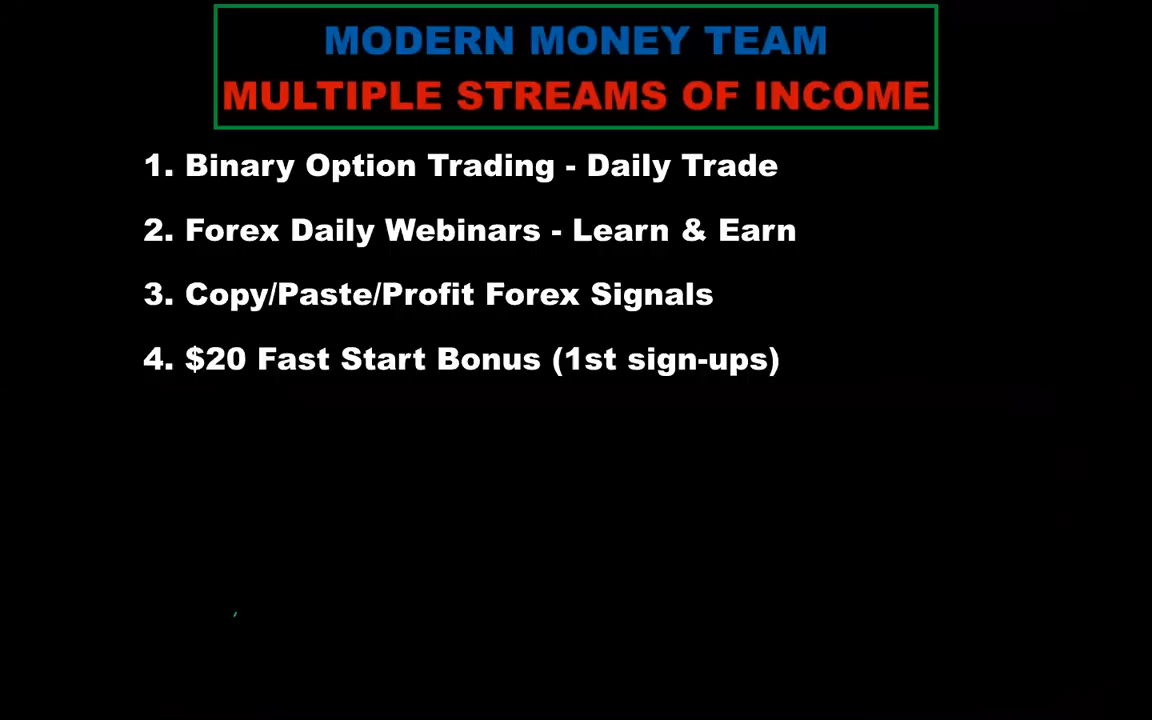 MODERN MONEY TEAM
MULTIPLE STREAMS OF INCOME
1. Binary Option Trading - Daily Trade
2. Forex Daily Webinars - Learn & Earn
3. Copy/Paste/Profit Forex Signals
4. $20 Fast Start Bonus (1st sign-ups)